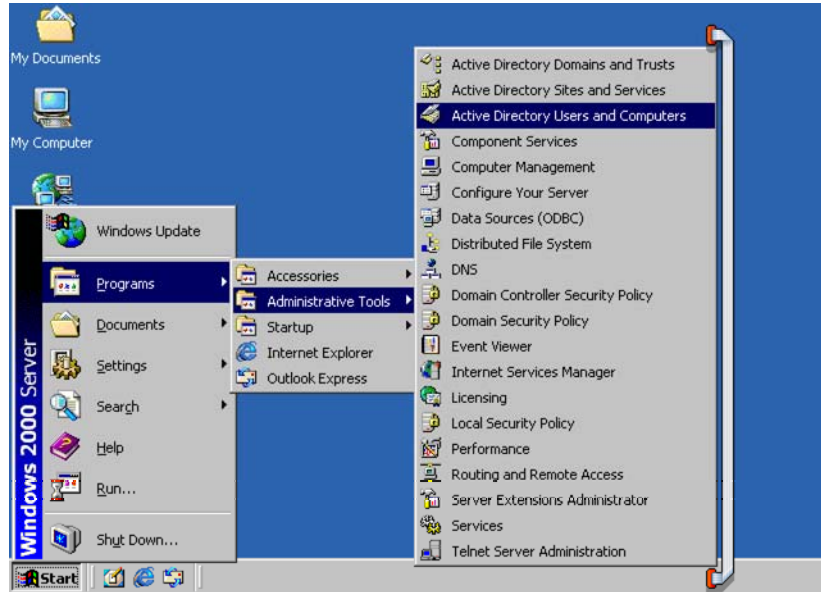 My Documents
My Computer
Windows 2000 Server
Windows Update
Programs
Documents
Settings
Search
Help
Run...
Shut Down...
Start
Accessories
Administrative Tools
Startup
Internet Explorer
Outlook Express
Active Directory Domains and Trusts
Active Directory Sites and Services
Active Directory Users and Computers
Component Services
Computer Management
Configure Your Server
Data Sources (ODBC)
Distributed File System
DNS
Domain Controller Security Policy
Domain Security Policy
Event Viewer
Internet Services Manager
Licensing
Local Security Policy
Performance
Routing and Remote Access
Server Extensions Administrator
Services
Telnet Server Administration